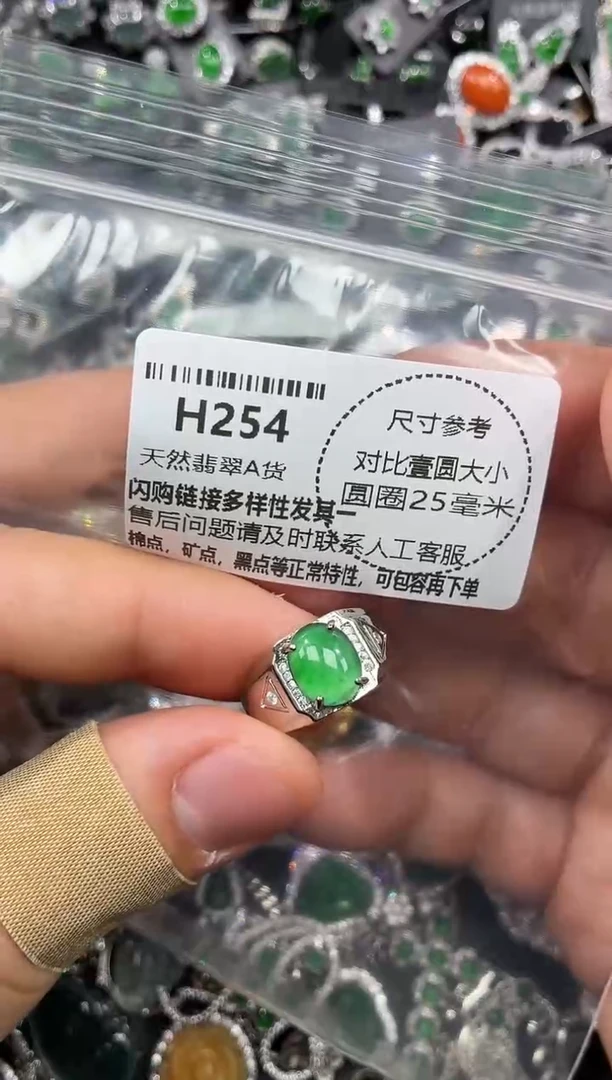 H254
天然翡翠A货
尺寸参考
对比壹圆大小
圆圈25毫米
闪购链接多样性发其一
售后问题请及时联系人工客服
棉点，矿点，黑点等正常特性，可包容再下单